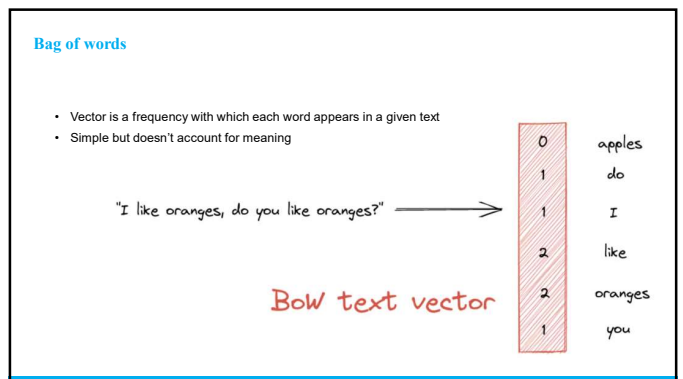 Bag of words
• Vector is a frequency with which each word appears in a given text
• Simple but doesn’t account for meaning
0 apples
1 do
"I like oranges, do you like oranges?" 1 I
2 like
BoW text vector 2 oranges
1 you